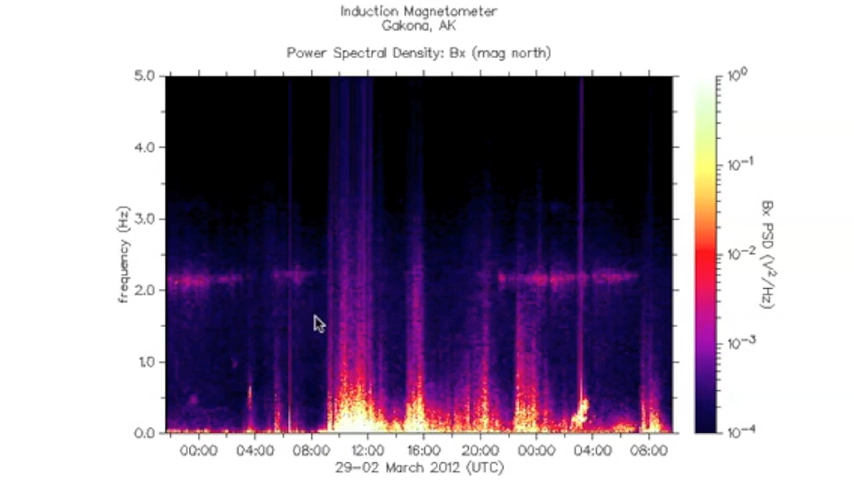 Induction Magnetometer
Gakona, AK
Power Spectral Density: Bx (mag north)
5.0
4.0
3.0
2.0
1.0
0.0
frequency (Hz)
00:00 04:00 08:00 12:00 16:00 20:00 00:00 04:00 08:00
29-02 March 2012 (UTC)
10⁰
10⁻¹
10⁻²
10⁻³
10⁻⁴
Bx PSD (V²/Hz)